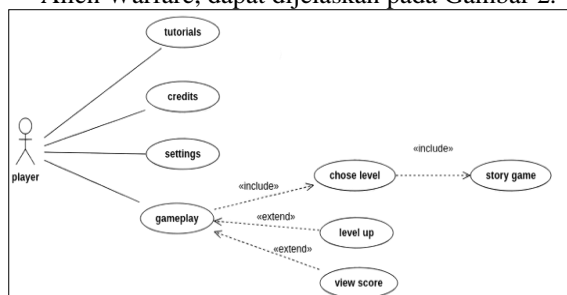 Alien Warfare, dapat dijelaskan pada Gambar 2.
tutorials
credits
settings
player
gameplay
«include»
chose level
«include»
story game
«extend»
level up
«extend»
view score